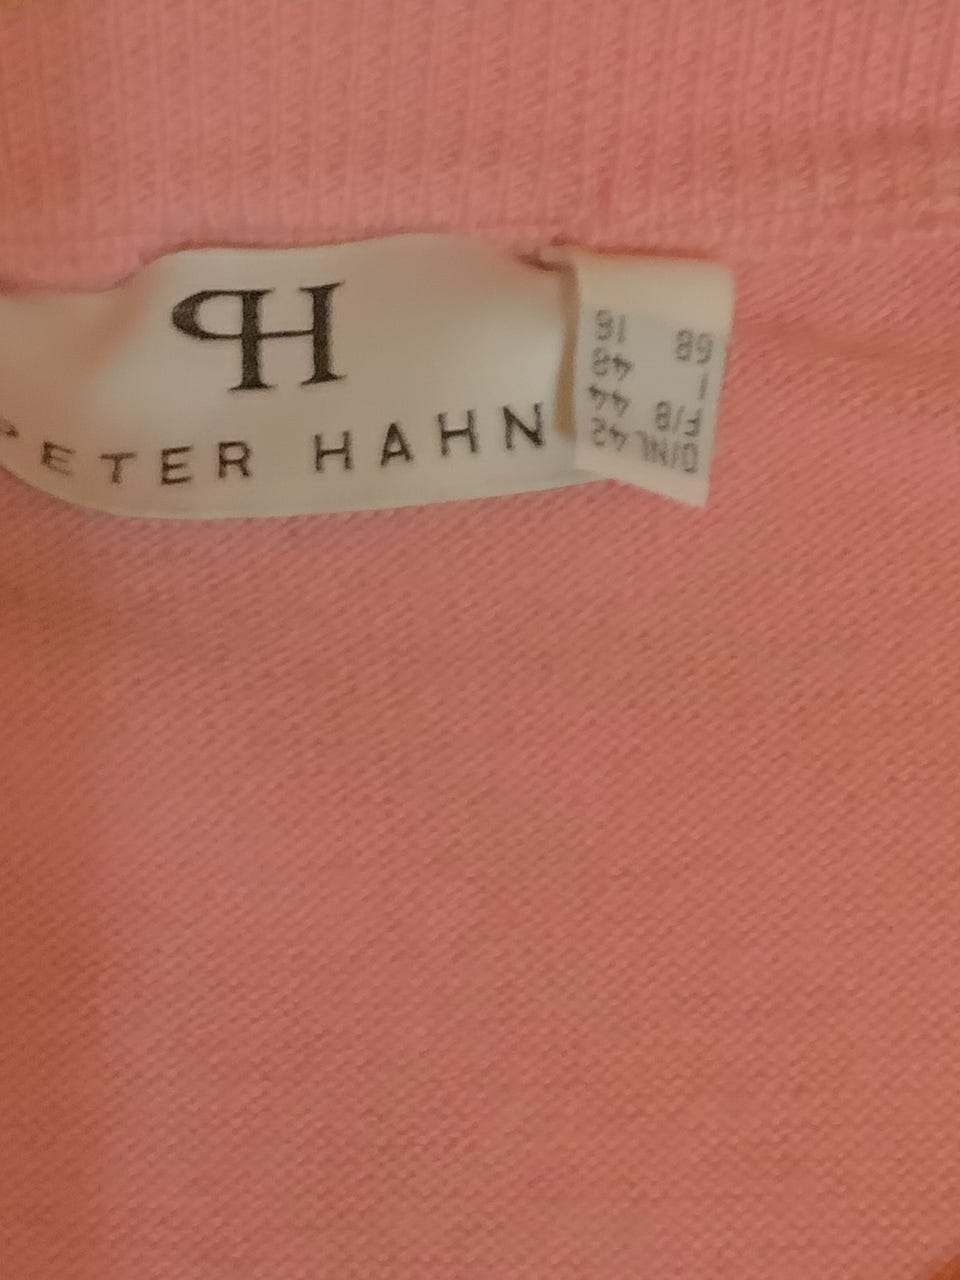 PH
PETER HAHN
D/NL 42
F/B 44
I 48
GB 16